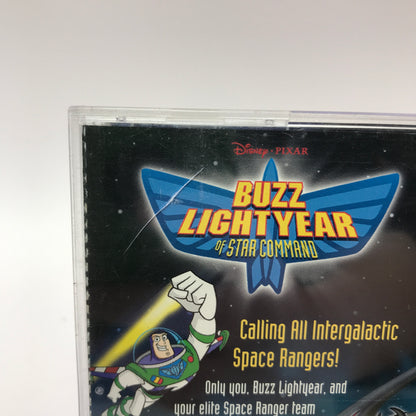 DISNEY · PIXAR
BUZZ
LIGHTYEAR
OF STAR COMMAND
Calling All Intergalactic
Space Rangers!
Only you, Buzz Lightyear, and
your elite Space Ranger team